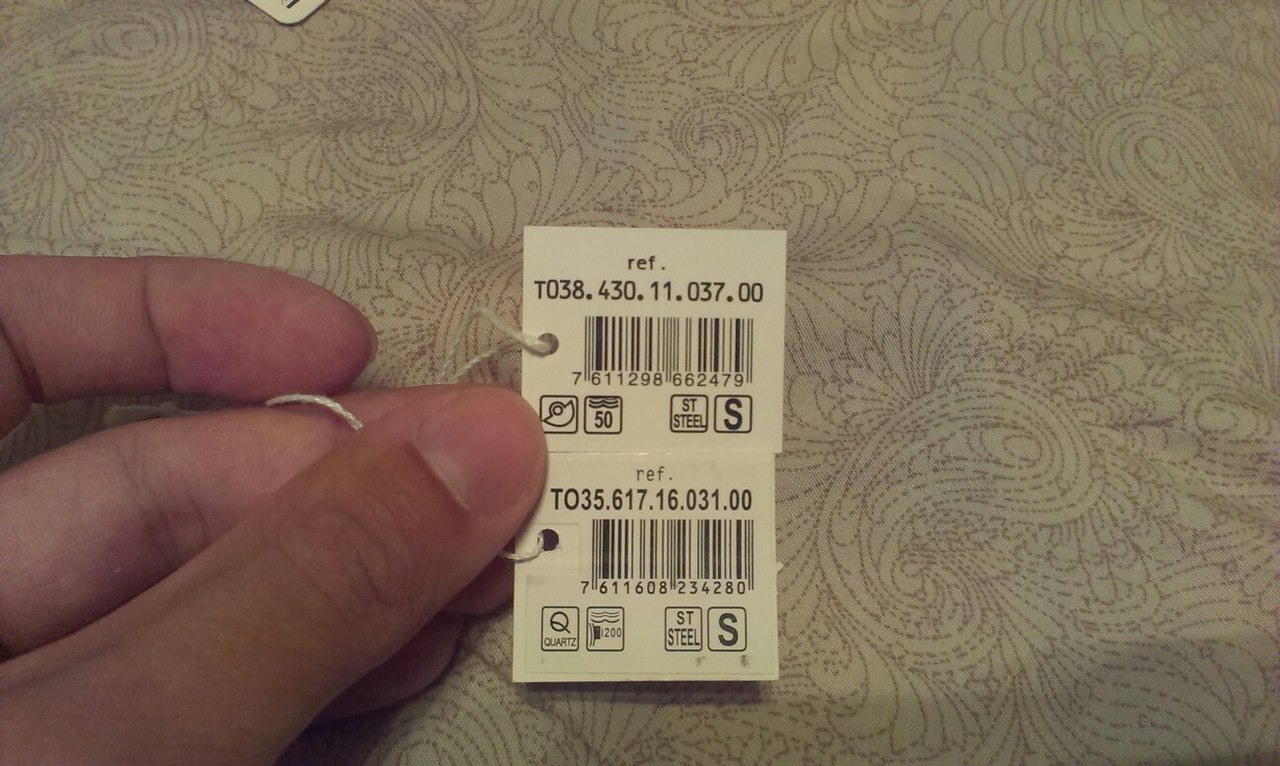 ref.
T038.430.11.037.00
7 611298 662479
50
ST STEEL
S
ref.
TO35.617.16.031.00
7 611608 234280
Q QUARTZ
1200
ST STEEL
S